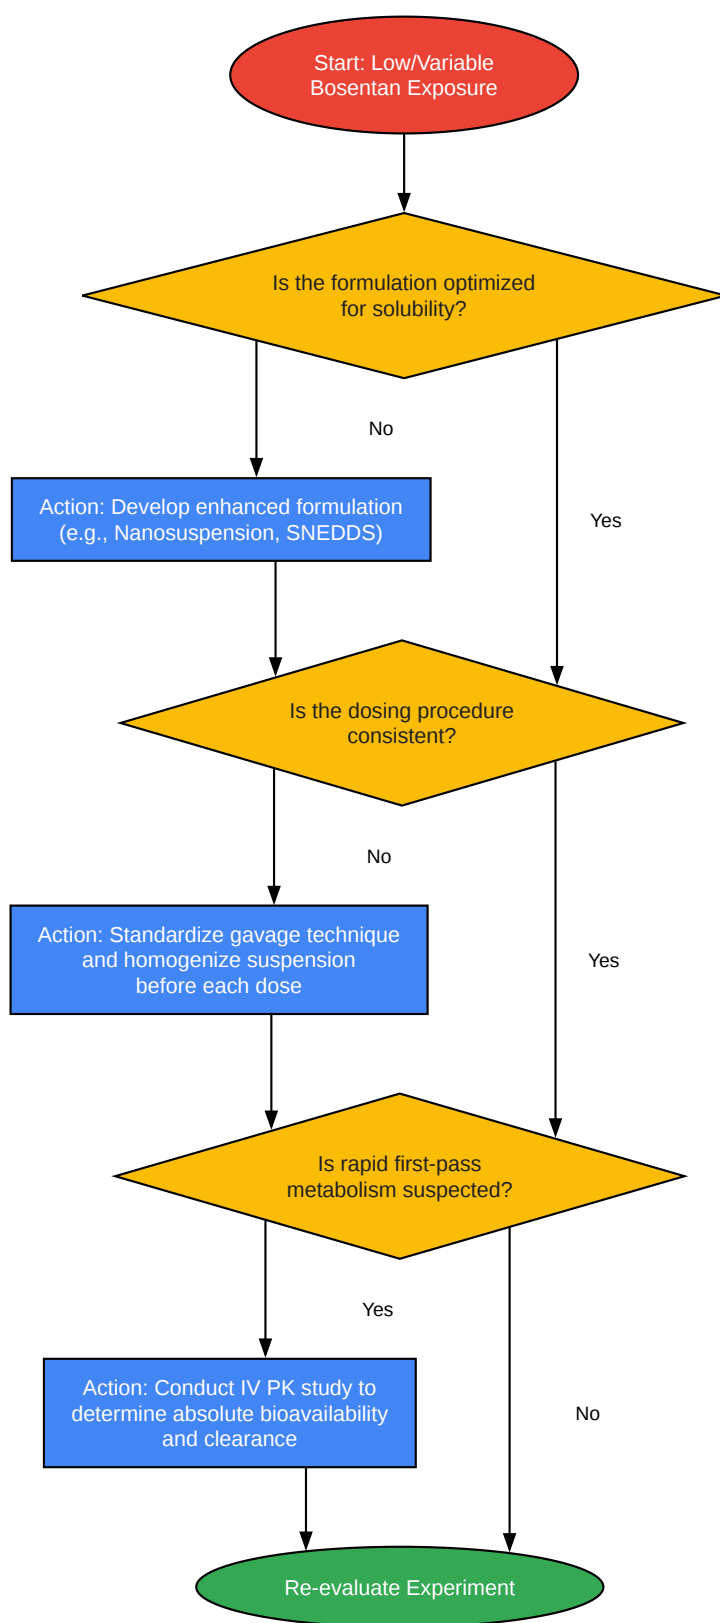 Start: Low/Variable
Bosentan Exposure
Is the formulation optimized
for solubility?
No
Action: Develop enhanced formulation
(e.g., Nanosuspension, SNEDDS)
Yes
Is the dosing procedure
consistent?
No
Action: Standardize gavage technique
and homogenize suspension
before each dose
Yes
Is rapid first-pass
metabolism suspected?
Yes
Action: Conduct IV PK study to
determine absolute bioavailability
and clearance
No
Re-evaluate Experiment